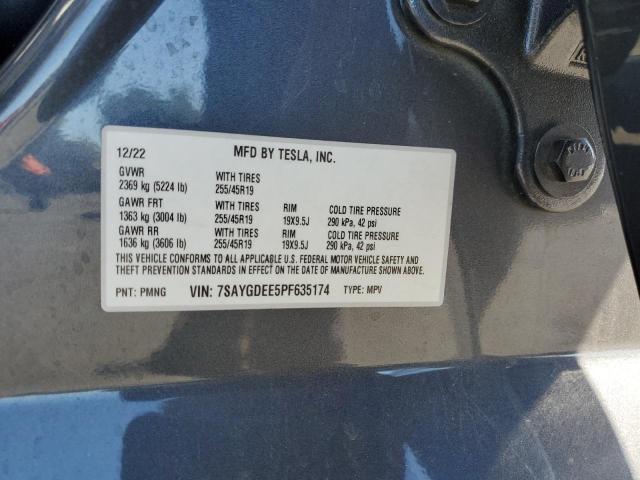 12/22 MFD BY TESLA, INC.
GVWR WITH TIRES
2369 kg (5224 lb) 255/45R19
GAWR FRT WITH TIRES RIM COLD TIRE PRESSURE
1363 kg (3004 lb) 255/45R19 19X9.5J 290 kPa, 42 psi
GAWR RR WITH TIRES RIM COLD TIRE PRESSURE
1636 kg (3606 lb) 255/45R19 19X9.5J 290 kPa, 42 psi
THIS VEHICLE CONFORMS TO ALL APPLICABLE U.S. FEDERAL MOTOR VEHICLE SAFETY AND
THEFT PREVENTION STANDARDS IN EFFECT ON THE DATE OF MANUFACTURE SHOWN ABOVE.
PNT: PMNG VIN: 7SAYGDEE5PF635174 TYPE: MPV